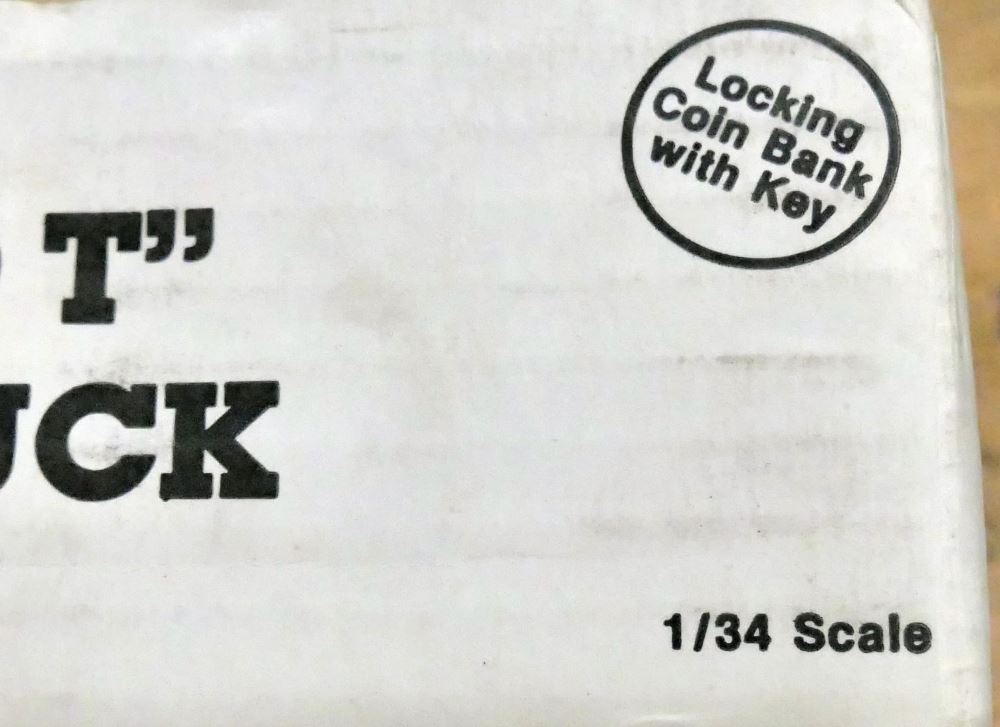 Locking
Coin Bank
with Key
T”
UCK
1/34 Scale